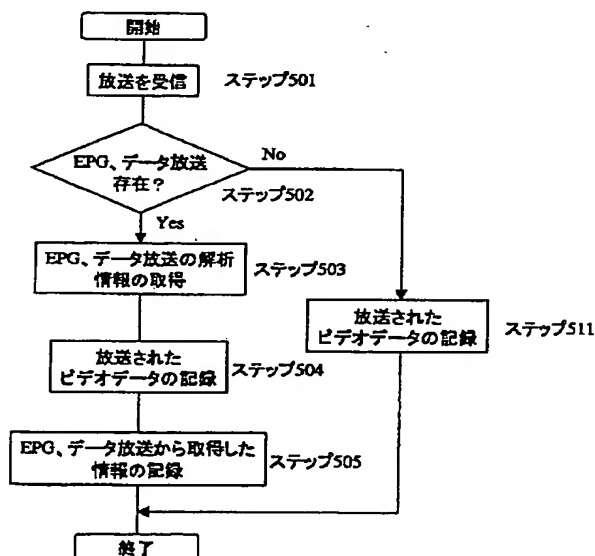 開始
放送を受信
ステップ501
EPG、データ放送
存在？
No
ステップ502
Yes
EPG、データ放送の解析
情報の取得
ステップ503
放送された
ビデオデータの記録
ステップ511
放送された
ビデオデータの記録
ステップ504
EPG、データ放送から取得した
情報の記録
ステップ505
終了